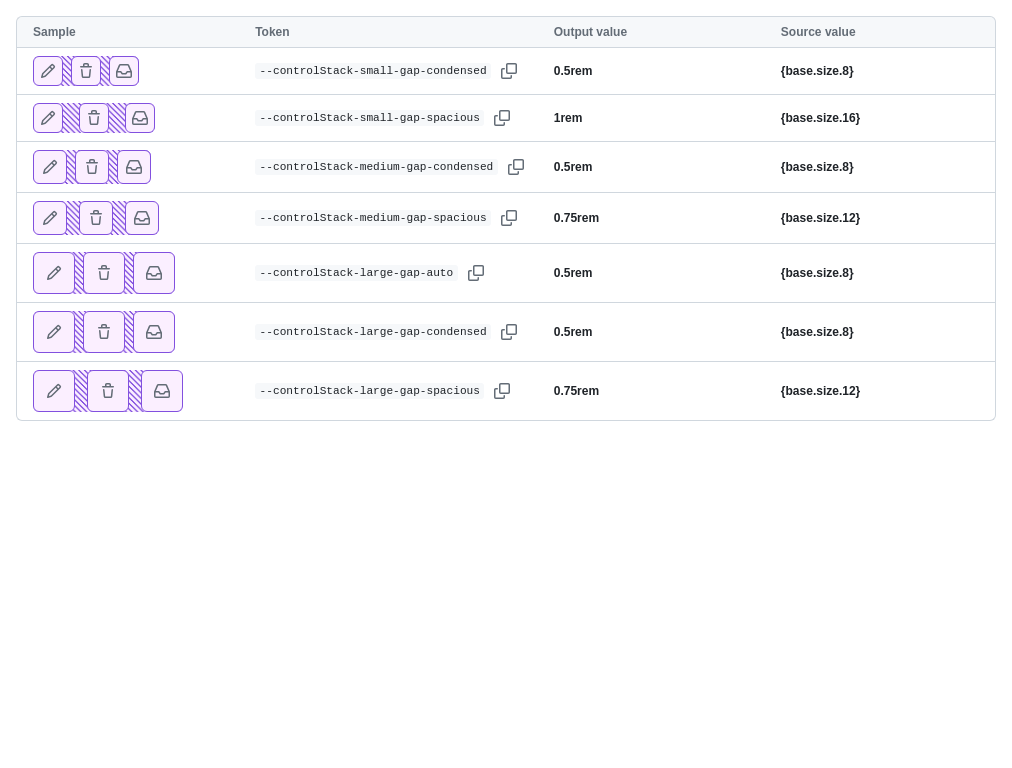 Sample Token Output value Source value
--controlStack-small-gap-condensed 0.5rem {base.size.8}
--controlStack-small-gap-spacious 1rem {base.size.16}
--controlStack-medium-gap-condensed 0.5rem {base.size.8}
--controlStack-medium-gap-spacious 0.75rem {base.size.12}
--controlStack-large-gap-auto 0.5rem {base.size.8}
--controlStack-large-gap-condensed 0.5rem {base.size.8}
--controlStack-large-gap-spacious 0.75rem {base.size.12}